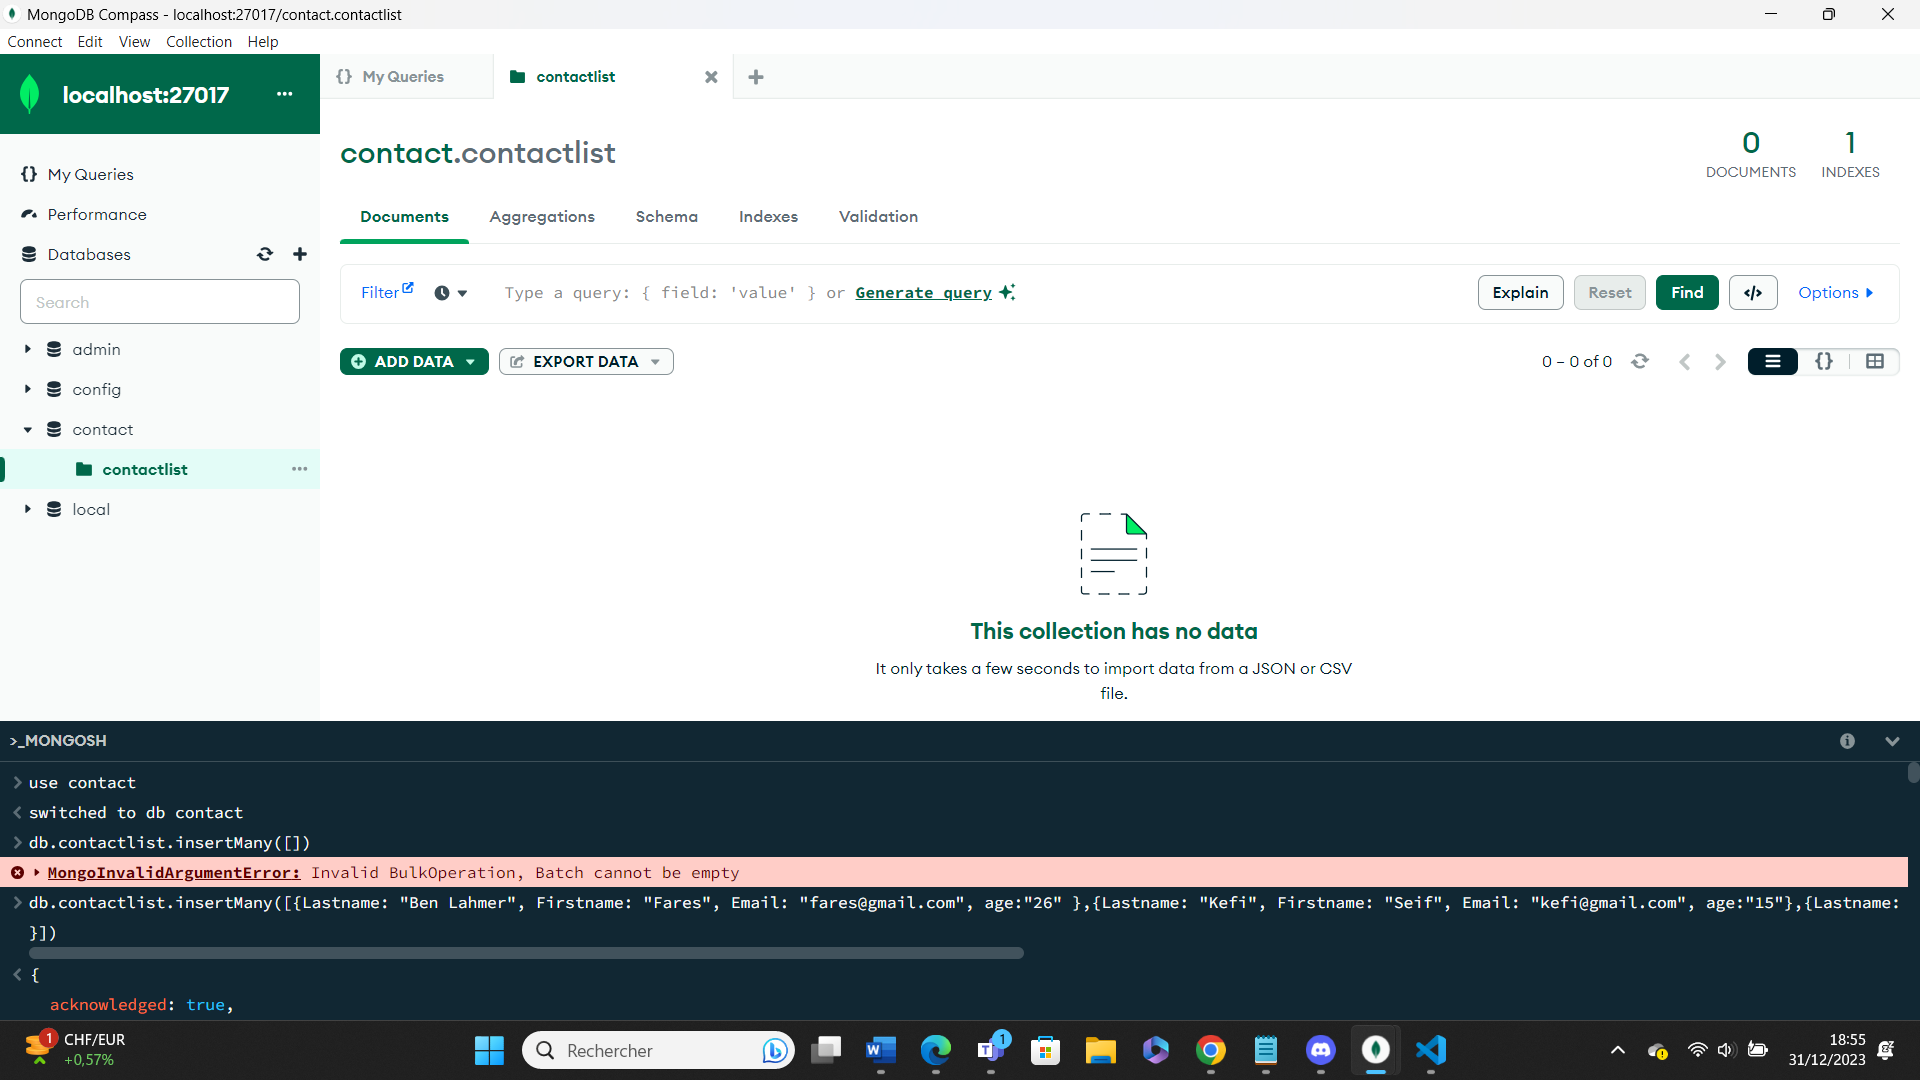 MongoDB Compass - localhost:27017/contact.contactlist
Connect Edit View Collection Help
localhost:27017
My Queries
contactlist
contact.contactlist
0
DOCUMENTS
1
INDEXES
My Queries
Performance
Databases
Search
admin
config
contact
contactlist
local
Documents Aggregations Schema Indexes Validation
Filter Type a query: { field: 'value' } or Generate query Explain Reset Find </> Options
ADD DATA EXPORT DATA 0 – 0 of 0 {}
This collection has no data
It only takes a few seconds to import data from a JSON or CSV
file.
>_MONGOSH
> use contact
< switched to db contact
> db.contactlist.insertMany([])
MongoInvalidArgumentError: Invalid BulkOperation, Batch cannot be empty
> db.contactlist.insertMany([{Lastname: "Ben Lahmer", Firstname: "Fares", Email: "fares@gmail.com", age:"26" },{Lastname: "Kefi", Firstname: "Seif", Email: "kefi@gmail.com", age:"15"},{Lastname:
}])
< {
acknowledged: true,
1
CHF/EUR
+0,57%
Rechercher
1
18:55
31/12/2023